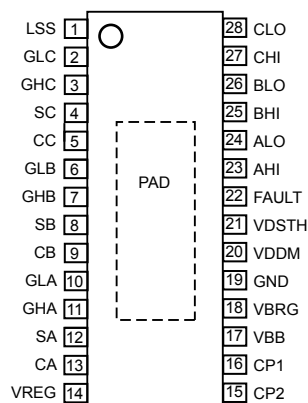 LSS 1 28 CLO
GLC 2 27 CHI
GHC 3 26 BLO
SC 4 25 BHI
CC 5 24 ALO
GLB 6 23 AHI
PAD
GHB 7 22 FAULT
SB 8 21 VDSTH
CB 9 20 VDDM
GLA 10 19 GND
GHA 11 18 VBRG
SA 12 17 VBB
CA 13 16 CP1
VREG 14 15 CP2